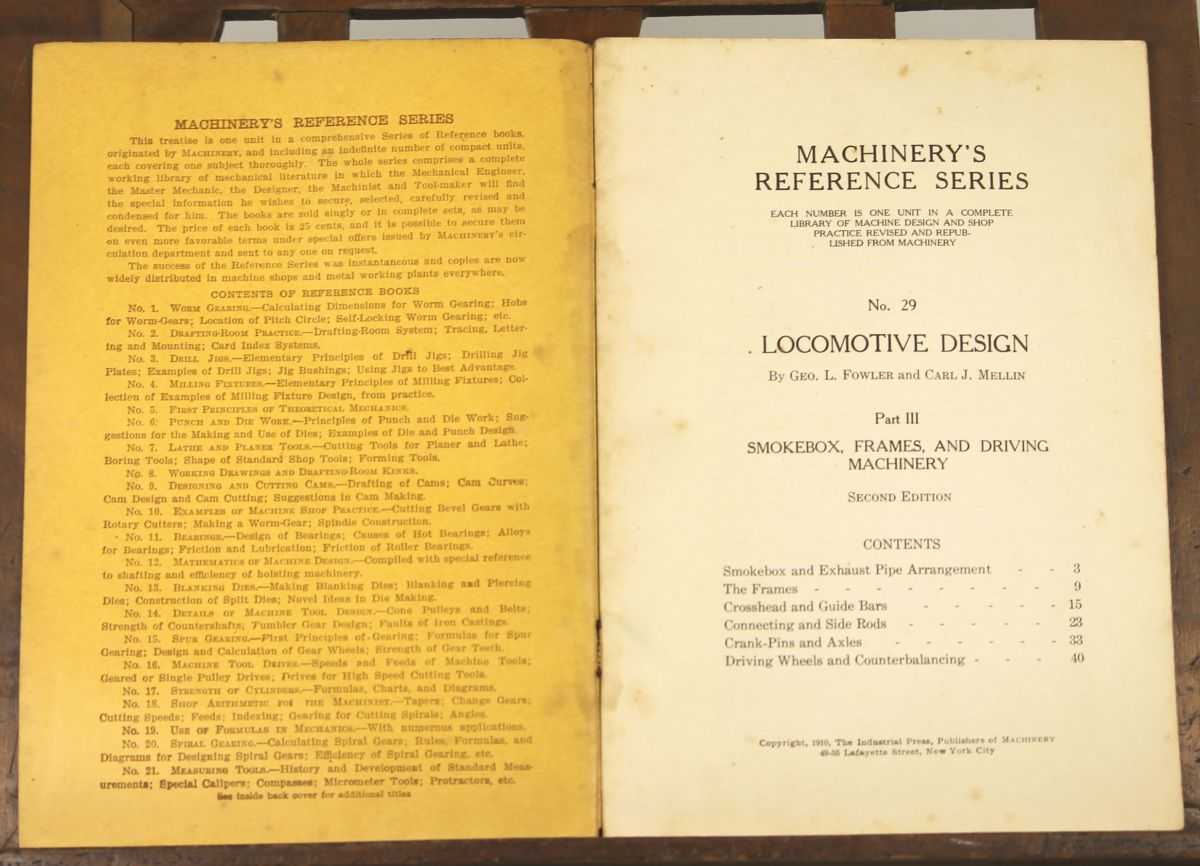 MACHINERY'S REFERENCE SERIES
This treatise is one unit in a comprehensive Series of Reference books,
originated by MACHINERY, and including an indefinite number of compact units,
each covering one subject thoroughly. The whole series comprises a complete
working library of mechanical literature in which the Mechanical Engineer,
the Master Mechanic, the Designer, the Machinist and Tool-maker will find
the special information he wishes to secure, selected, carefully revised and
condensed for him. The books are sold singly or in complete sets, as may be
desired. The price of each book is 25 cents, and it is possible to secure them
on even more favorable terms under special offers issued by MACHINERY's cir-
culation department and sent to any one on request.
The success of the Reference Series was instantaneous and copies are now
widely distributed in machine shops and metal working plants everywhere.
CONTENTS OF REFERENCE BOOKS
No. 1. WORM GEARING.—Calculating Dimensions for Worm Gearing; Hobs
for Worm-Gears; Location of Pitch Circle; Self-Locking Worm Gearing; etc.
No. 2. DRAFTING-ROOM PRACTICE.—Drafting-Room System; Tracing, Letter-
ing and Mounting; Card Index Systems.
No. 3. DRILL JIGS.—Elementary Principles of Drill Jigs; Drilling Jig
Plates; Examples of Drill Jigs; Jig Bushings; Using Jigs to Best Advantage.
No. 4. MILLING FIXTURES.—Elementary Principles of Milling Fixtures; Col-
lection of Examples of Milling Fixture Design, from practice.
No. 5. FIRST PRINCIPLES OF THEORETICAL MECHANICS.
No. 6. PUNCH AND DIE WORK.—Principles of Punch and Die Work; Sug-
gestions for the Making and Use of Dies; Examples of Die and Punch Design.
No. 7. LATHE AND PLANER TOOLS.—Cutting Tools for Planer and Lathe;
Boring Tools; Shape of Standard Shop Tools; Forming Tools.
No. 8. WORKING DRAWINGS AND DRAFTING-ROOM KINKS.
No. 9. DESIGNING AND CUTTING CAMS.—Drafting of Cams; Cam Curves;
Cam Design and Cam Cutting; Suggestions in Cam Making.
No. 10. EXAMPLES OF MACHINE SHOP PRACTICE.—Cutting Bevel Gears with
Rotary Cutters; Making a Worm-Gear; Spindle Construction.
No. 11. BEARINGS.—Design of Bearings; Causes of Hot Bearings; Alloys
for Bearings; Friction and Lubrication; Friction of Roller Bearings.
No. 12. MATHEMATICS OF MACHINE DESIGN.—Compiled with special reference
to shafting and efficiency of hoisting machinery.
No. 13. BLANKING DIES.—Making Blanking Dies; Blanking and Piercing
Dies; Construction of Split Dies; Novel Ideas in Die Making.
No. 14. DETAILS OF MACHINE TOOL DESIGN.—Cone Pulleys and Belts;
Strength of Countershafts; Tumbler Gear Design; Faults of Iron Castings.
No. 15. SPUR GEARING.—First Principles of Gearing; Formulas for Spur
Gearing; Design and Calculation of Gear Wheels; Strength of Gear Teeth.
No. 16. MACHINE TOOL DRIVES.—Speeds and Feeds of Machine Tools;
Geared or Single Pulley Drives; Drives for High Speed Cutting Tools.
No. 17. STRENGTH OF CYLINDERS.—Formulas, Charts, and Diagrams.
No. 18. SHOP ARITHMETIC FOR THE MACHINIST.—Tapers; Change Gears;
Cutting Speeds; Feeds; Indexing; Gearing for Cutting Spirals; Angles.
No. 19. USE OF FORMULAS IN MECHANICS.—With numerous applications.
No. 20. SPIRAL GEARING.—Calculating Spiral Gears; Rules, Formulas, and
Diagrams for Designing Spiral Gears; Efficiency of Spiral Gearing, etc.
No. 21. MEASURING TOOLS.—History and Development of Standard Meas-
urements; Special Calipers; Compasses; Micrometer Tools; Protractors, etc.
See inside back cover for additional titles
MACHINERY'S
REFERENCE SERIES
EACH NUMBER IS ONE UNIT IN A COMPLETE
LIBRARY OF MACHINE DESIGN AND SHOP
PRACTICE REVISED AND REPUB-
LISHED FROM MACHINERY
No. 29
LOCOMOTIVE DESIGN
By GEO. L. FOWLER and CARL J. MELLIN
Part III
SMOKEBOX, FRAMES, AND DRIVING
MACHINERY
SECOND EDITION
CONTENTS
Smokebox and Exhaust Pipe Arrangement - - 3
The Frames - - - - - - - - - 9
Crosshead and Guide Bars - - - - - 15
Connecting and Side Rods - - - - - 23
Crank-Pins and Axles - - - - - - 33
Driving Wheels and Counterbalancing - - - - 40
Copyright, 1910, The Industrial Press, Publishers of MACHINERY
49-55 Lafayette Street, New York City